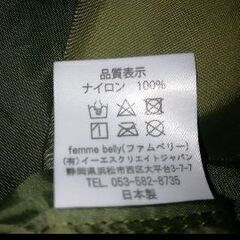 品質表示
ナイロン 100%
femme belly(ファムベリー)
(有)イーエスクリエイトジャパン
静岡県浜松市西区大平台3-7-7
TEL. 053-582-8735
日本製